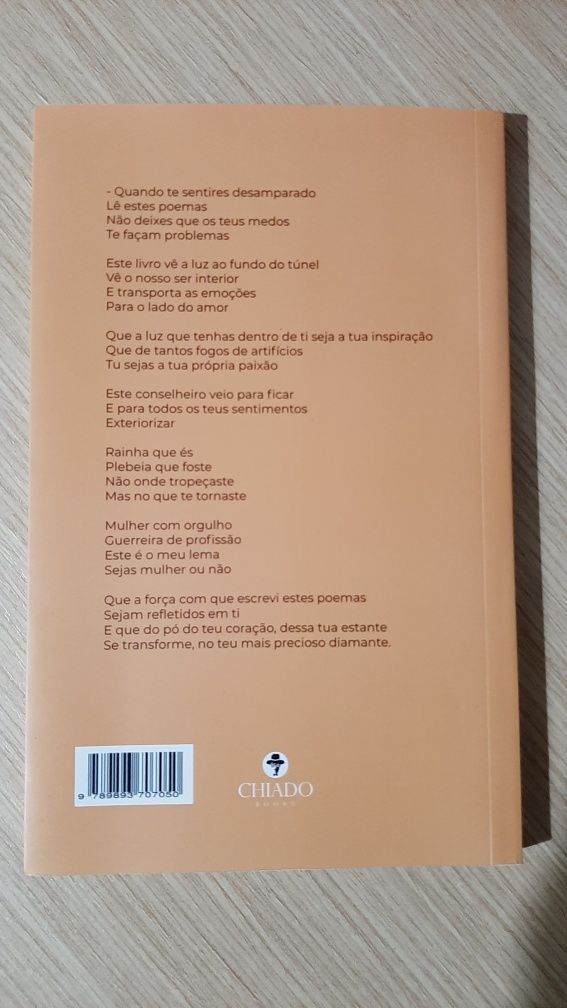 - Quando te sentires desamparado
Lê estes poemas
Não deixes que os teus medos
Te façam problemas
Este livro vê a luz ao fundo do túnel
Vê o nosso ser interior
E transporta as emoções
Para o lado do amor
Que a luz que tenhas dentro de ti seja a tua inspiração
Que de tantos fogos de artifícios
Tu sejas a tua própria paixão
Este conselheiro veio para ficar
E para todos os teus sentimentos
Exteriorizar
Rainha que és
Plebeia que foste
Não onde tropeçaste
Mas no que te tornaste
Mulher com orgulho
Guerreira de profissão
Este é o meu lema
Sejas mulher ou não
Que a força com que escrevi estes poemas
Sejam refletidos em ti
E que do pó do teu coração, dessa tua estante
Se transforme, no teu mais precioso diamante.
9 789893 707050
CHIADO
BOOKS